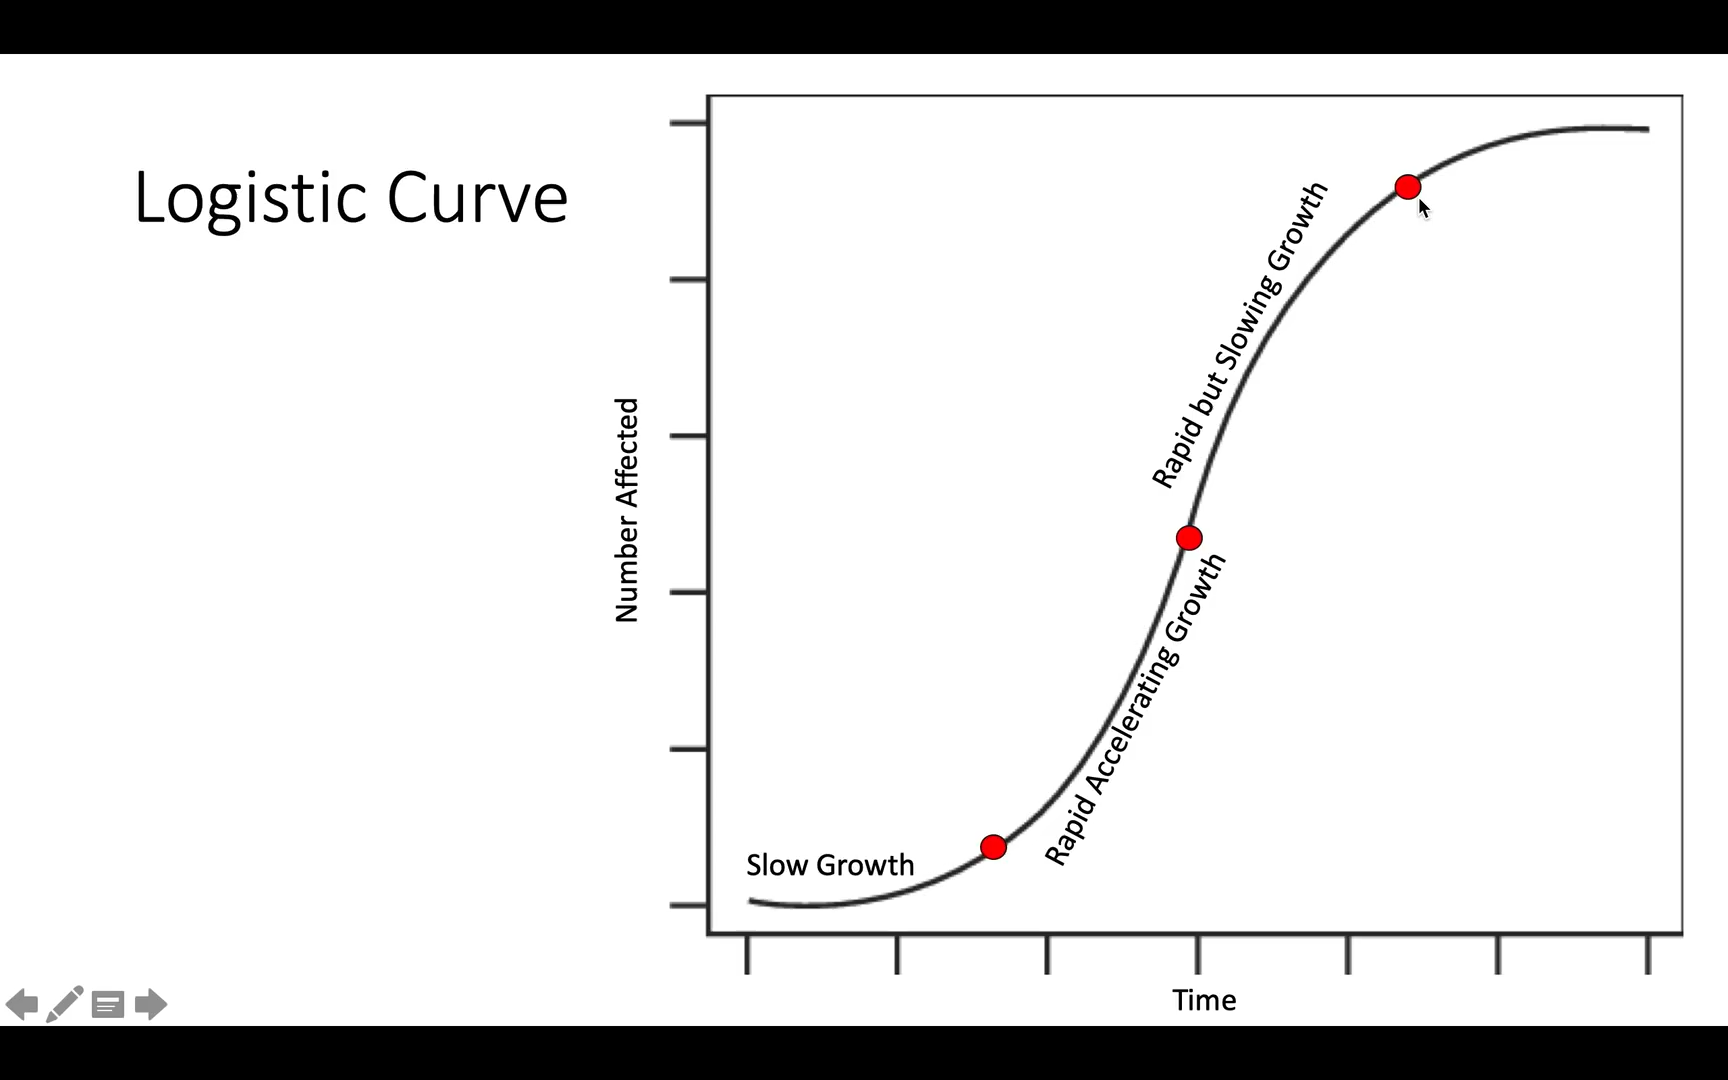 Logistic Curve
Number Affected
Rapid but Slowing Growth
Rapid Accelerating Growth
Slow Growth
Time